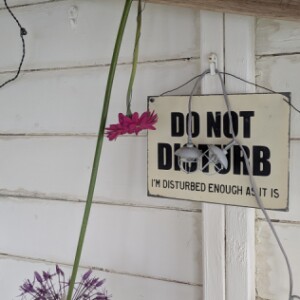 DO NOT
DISTURB
I'M DISTURBED ENOUGH AS IT IS